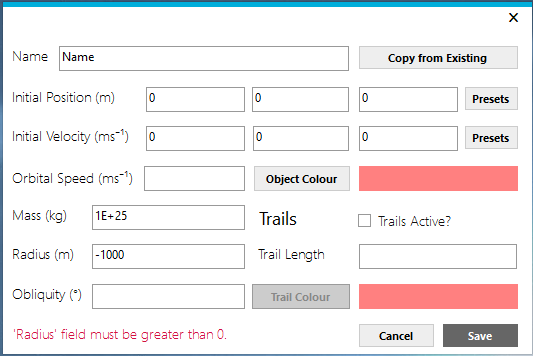 X
Name Name Copy from Existing
Initial Position (m) 0 0 0 Presets
Initial Velocity (ms⁻¹) 0 0 0 Presets
Orbital Speed (ms⁻¹) Object Colour
Mass (kg) 1E+25 Trails Trails Active?
Radius (m) -1000 Trail Length
Obliquity (°) Trail Colour
'Radius' field must be greater than 0. Cancel Save